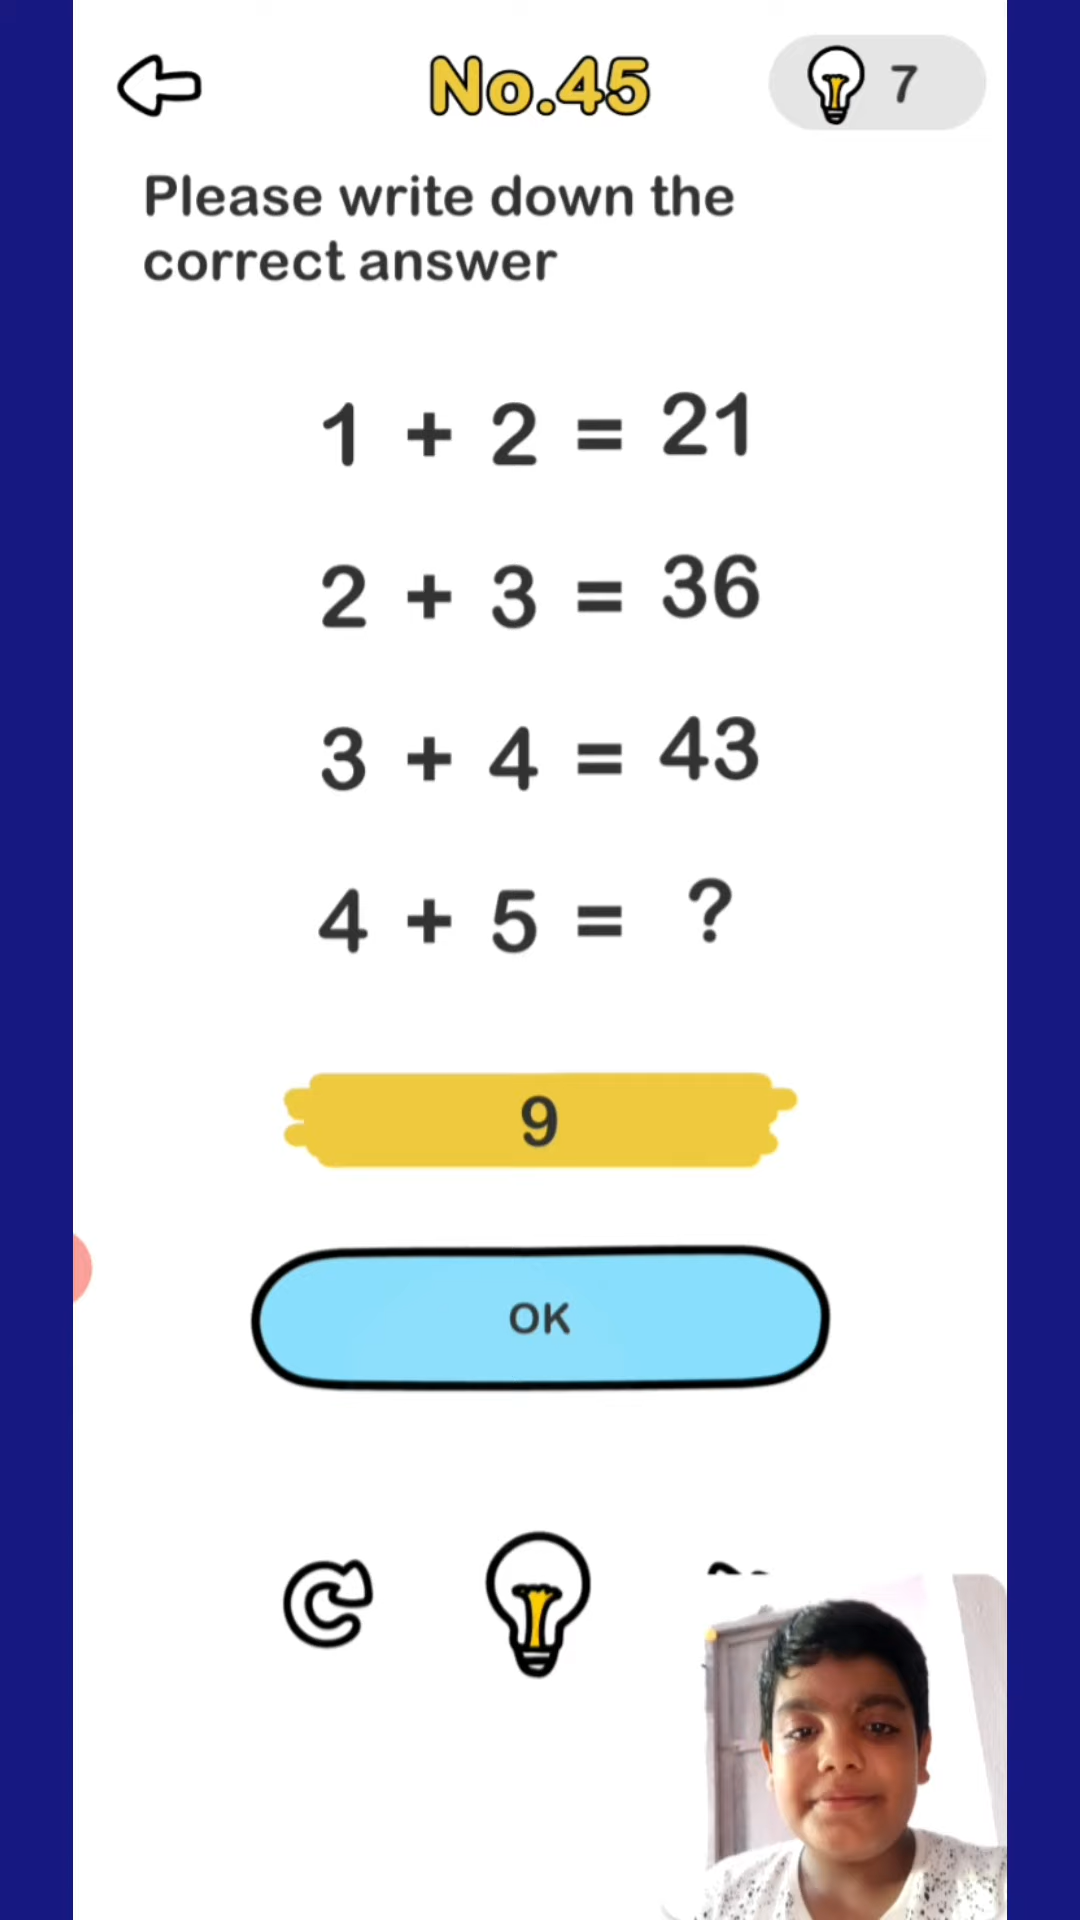 No.45
7
Please write down the
correct answer
1 + 2 = 21
2 + 3 = 36
3 + 4 = 43
4 + 5 = ?
9
OK